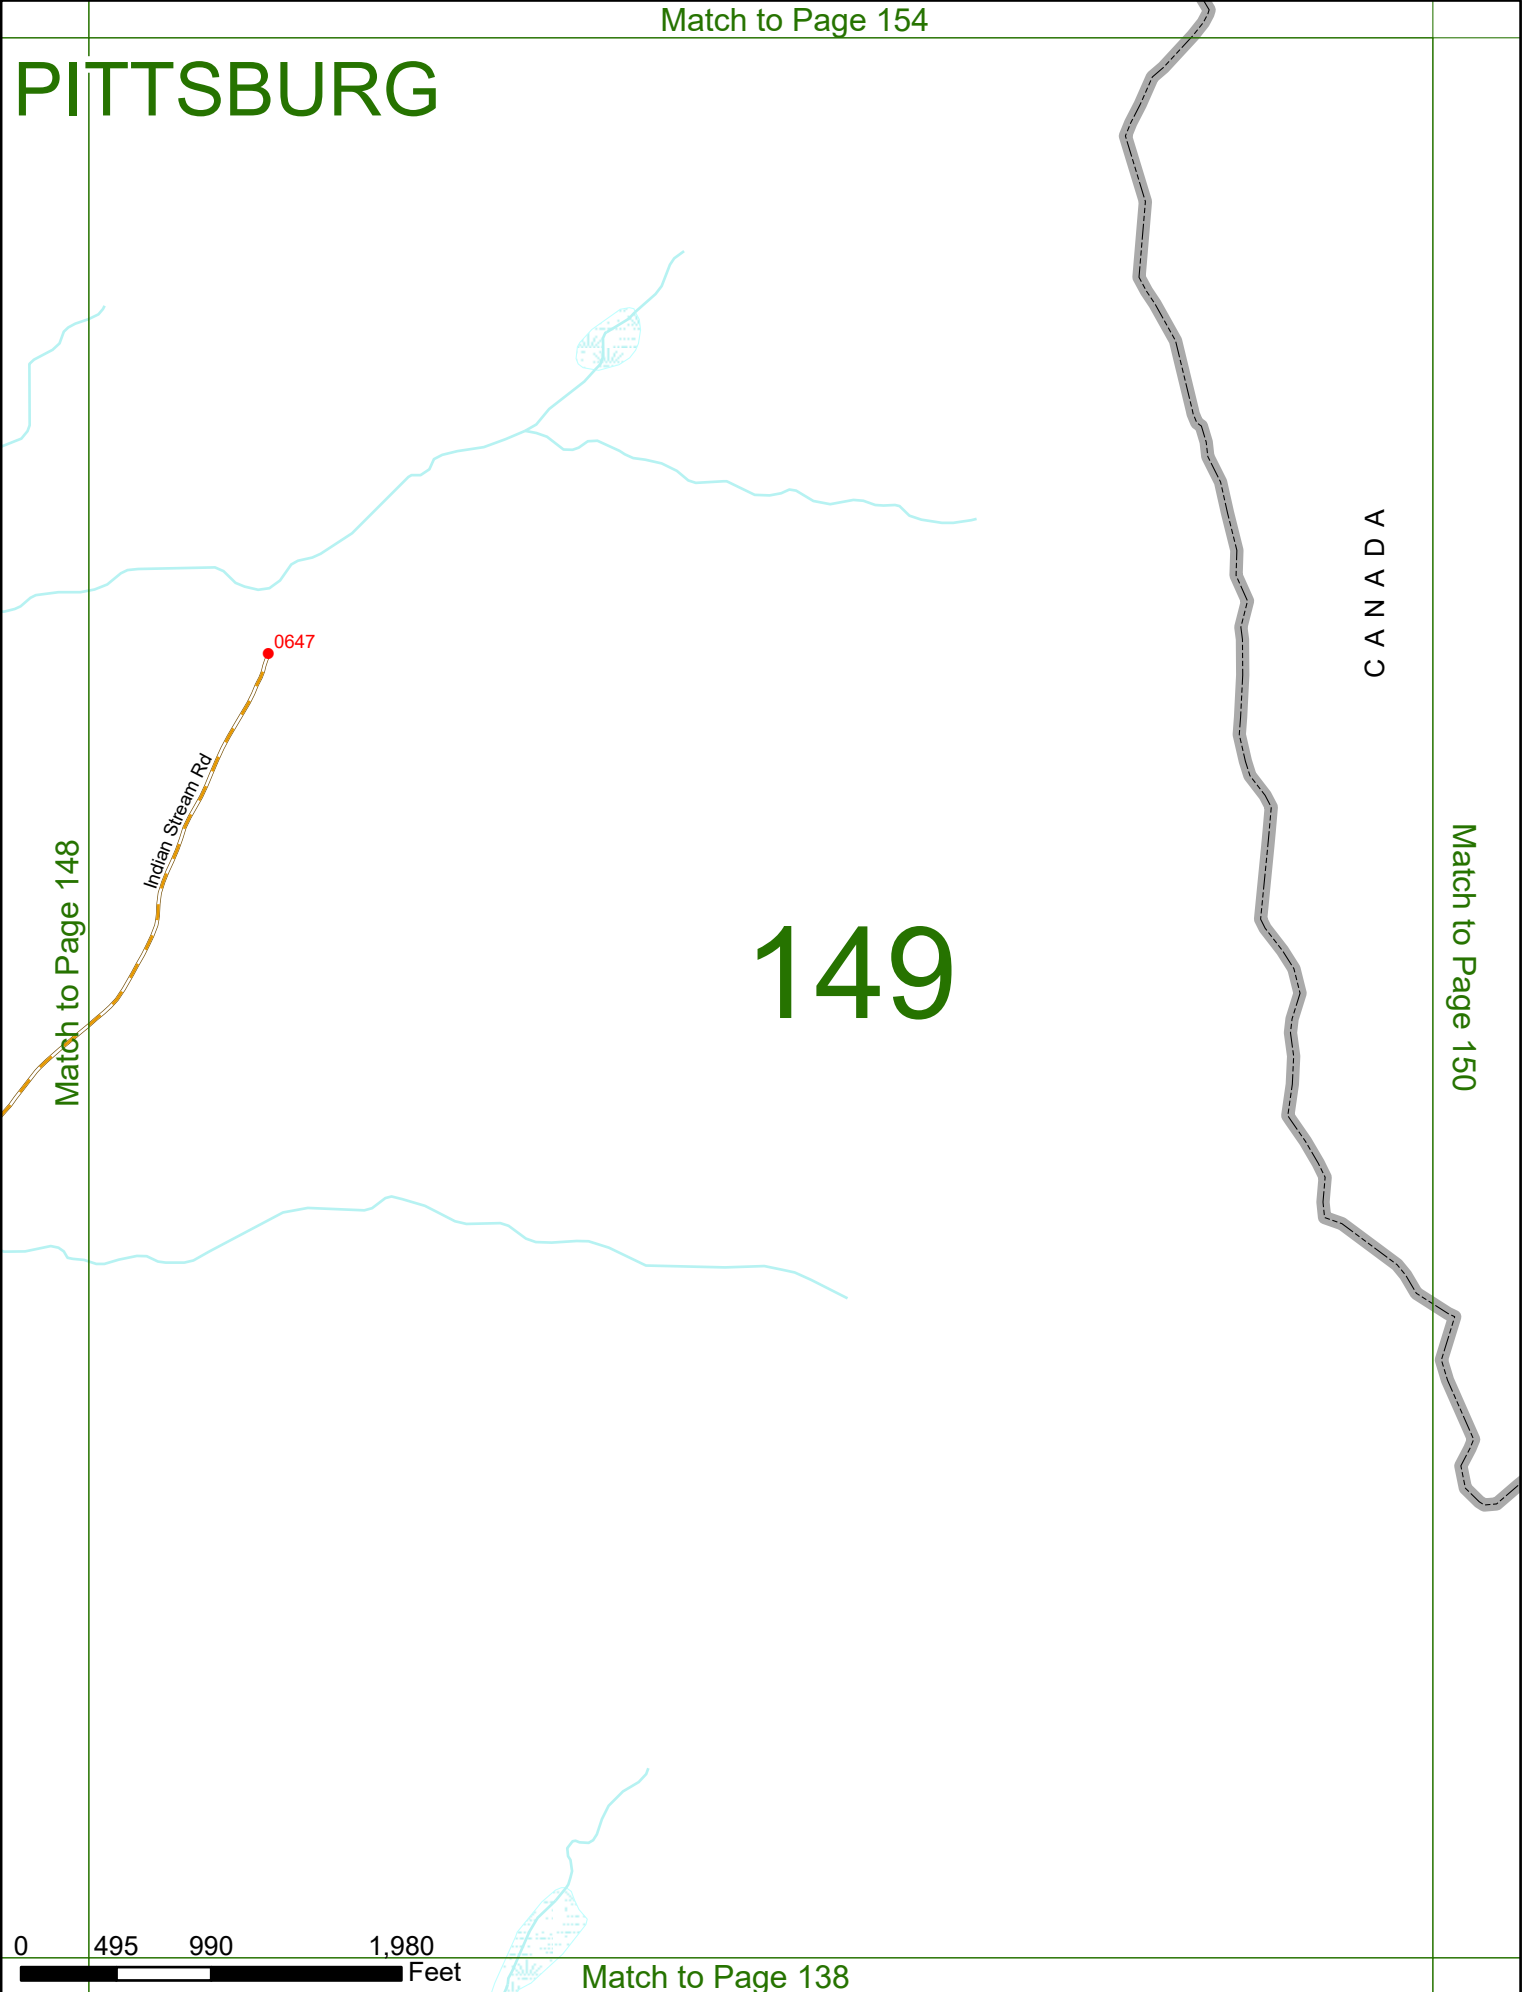 Match to Page 154
PITTSBURG
CANADA
0647
Indian Stream Rd
Match to Page 148
149
Match to Page 150
0 495 990 1,980
Feet
Match to Page 138